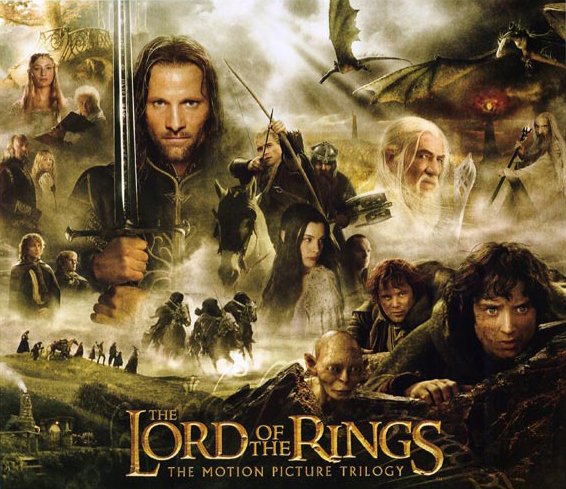 THE
LORD OF THE RINGS
THE MOTION PICTURE TRILOGY